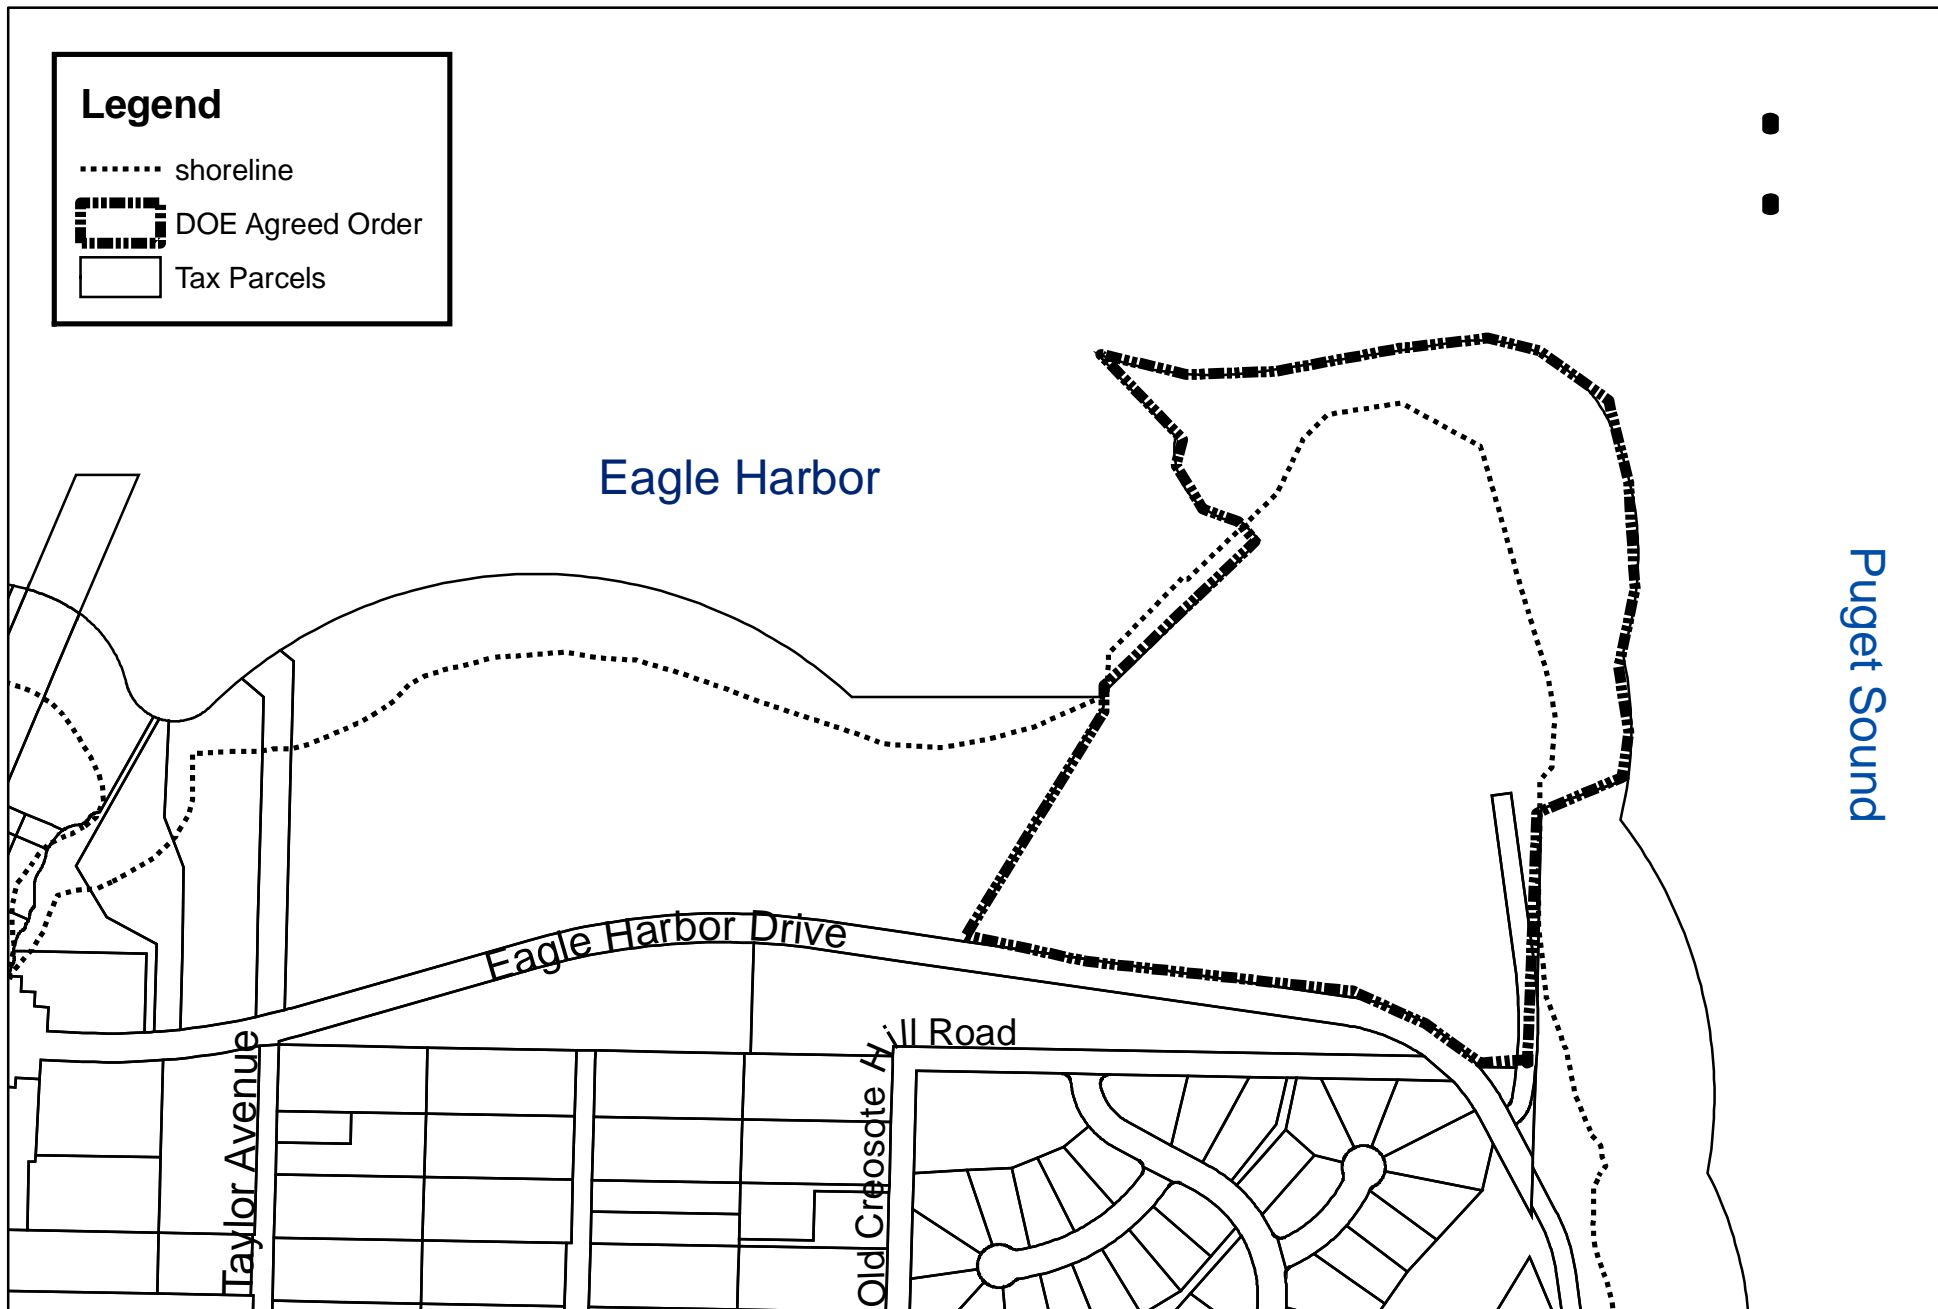 Legend
shoreline
DOE Agreed Order
Tax Parcels
Eagle Harbor
Puget Sound
Eagle Harbor Drive
Old Creosote Hill Road
Taylor Avenue